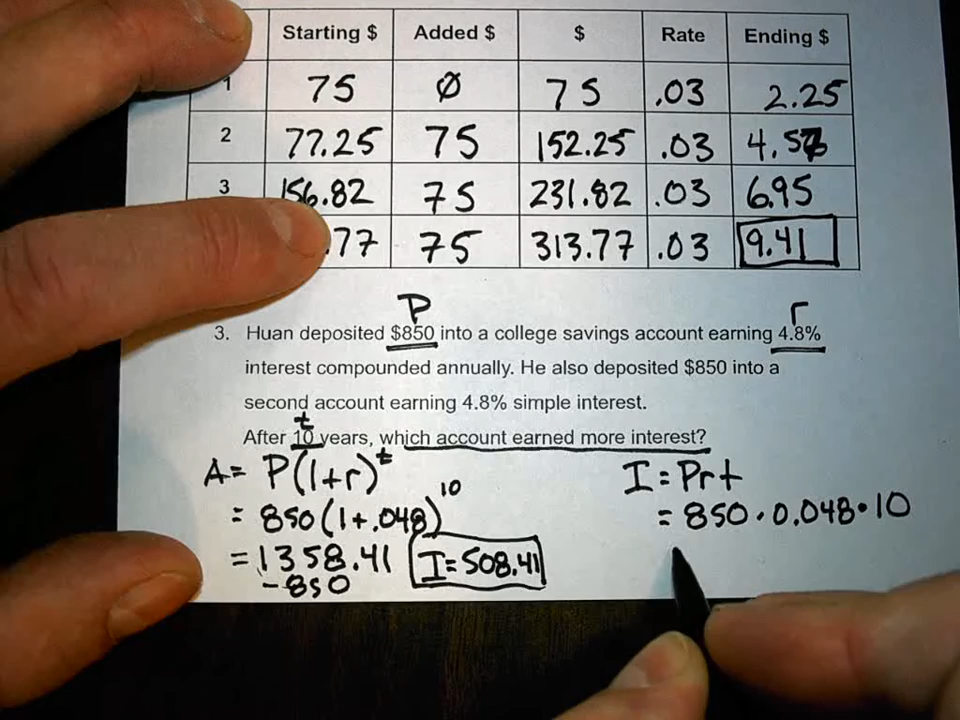 Starting $ Added $ $ Rate Ending $
1 75 0 75 .03 2.25
2 77.25 75 152.25 .03 4.57
3 156.82 75 231.82 .03 6.95
.77 75 313.77 .03 9.41
P r
3. Huan deposited $850 into a college savings account earning 4.8%
interest compounded annually. He also deposited $850 into a
second account earning 4.8% simple interest.
t
After 10 years, which account earned more interest?
A= P(1+r)^t I = Prt
= 850(1+.048)^10 = 850 · 0.048 · 10
= 1358.41 I=508.41
-850